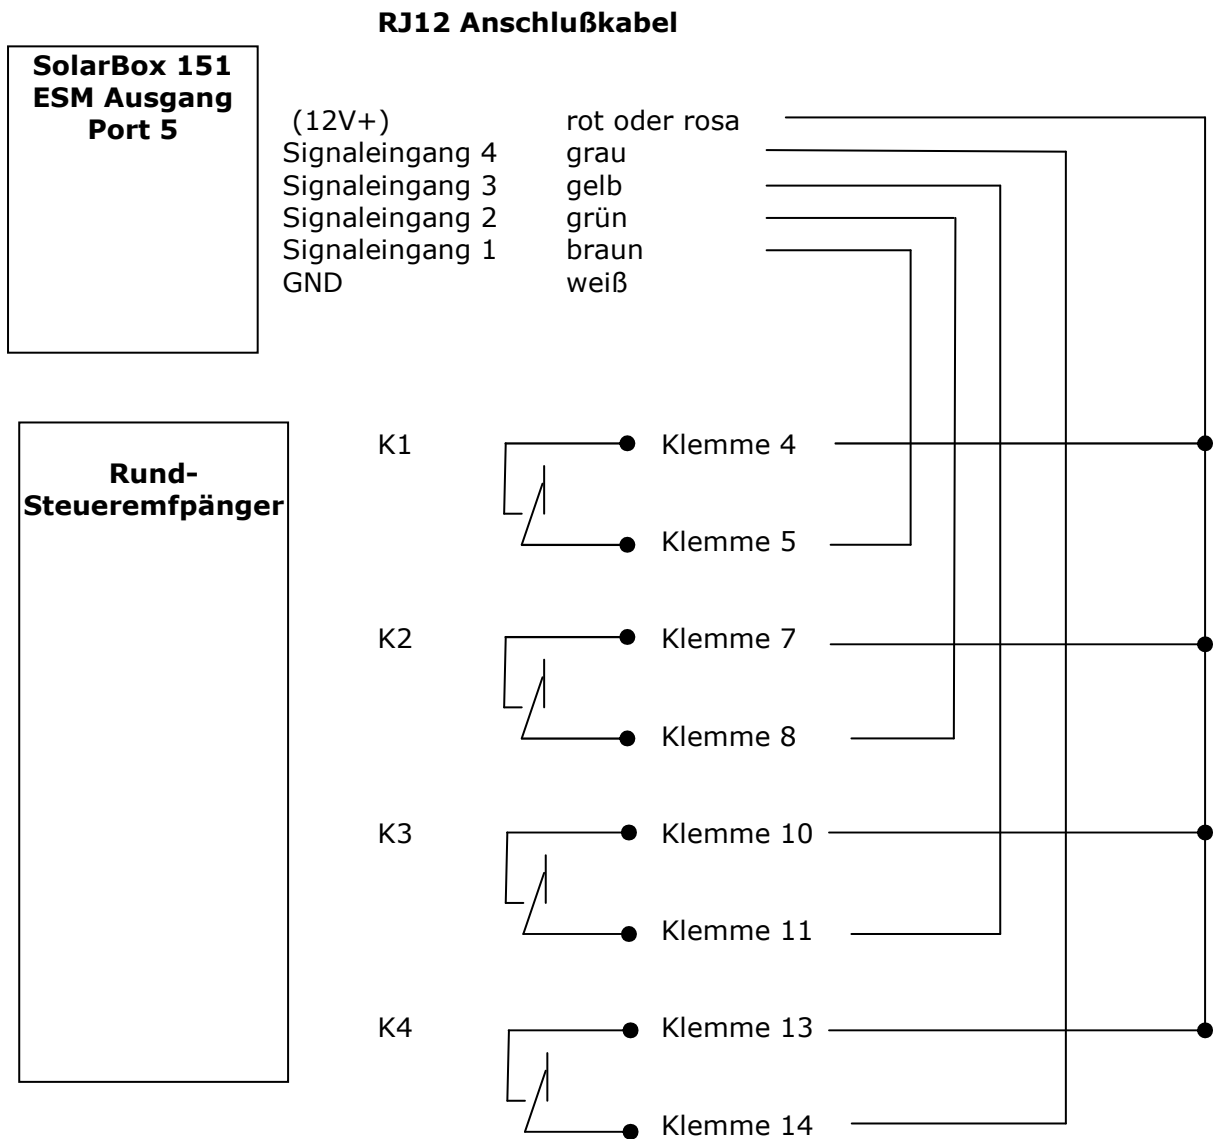 RJ12 Anschlußkabel
SolarBox 151
ESM Ausgang
Port 5
(12V+) rot oder rosa
Signaleingang 4 grau
Signaleingang 3 gelb
Signaleingang 2 grün
Signaleingang 1 braun
GND weiß
Rund-
Steueremfpänger
K1 Klemme 4
Klemme 5
K2 Klemme 7
Klemme 8
K3 Klemme 10
Klemme 11
K4 Klemme 13
Klemme 14